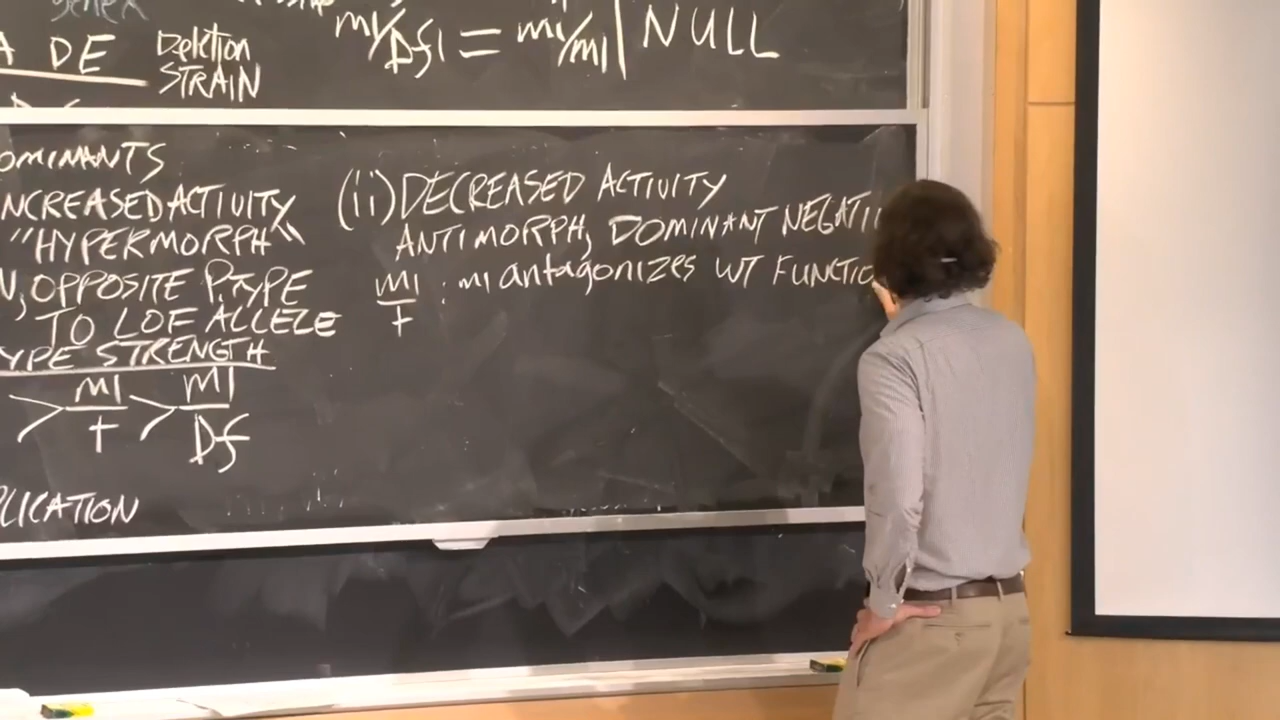 m1/Df1 = m1/m1 | NULL
A DE Deletion
STRAIN
OMINANTS
NCREASED ACTIVITY
"HYPERMORPH"
, OPPOSITE P,TYPE
TO LOF ALLELE
YPE STRENGTH
> m1/+ > m1/Df
LICATION
(ii) DECREASED ACTIVITY
ANTIMORPH, DOMINANT NEGATI
m1/+ : m1 antagonizes WT FUNCTIO